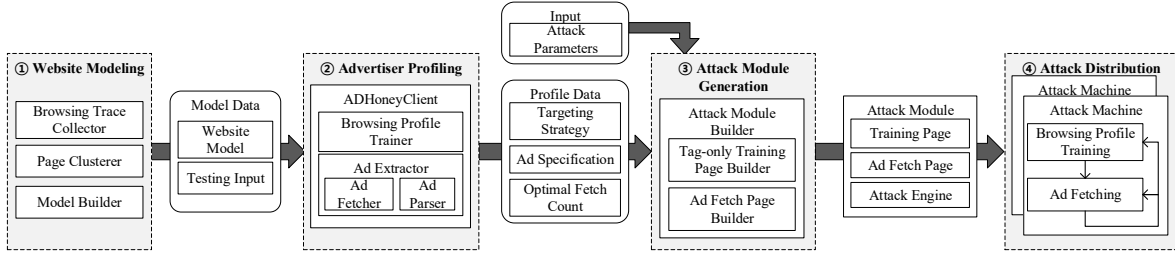 ① Website Modeling
Browsing Trace
Collector
Page Clusterer
Model Builder
Model Data
Website
Model
Testing Input
② Advertiser Profiling
ADHoneyClient
Browsing Profile
Trainer
Ad Extractor
Ad
Fetcher
Ad
Parser
Input
Attack
Parameters
Profile Data
Targeting
Strategy
Ad Specification
Optimal Fetch
Count
③ Attack Module
Generation
Attack Module
Builder
Tag-only Training
Page Builder
Ad Fetch Page
Builder
Attack Module
Training Page
Ad Fetch Page
Attack Engine
④ Attack Distribution
Attack Machine
Attack Machine
Browsing Profile
Training
Ad Fetching